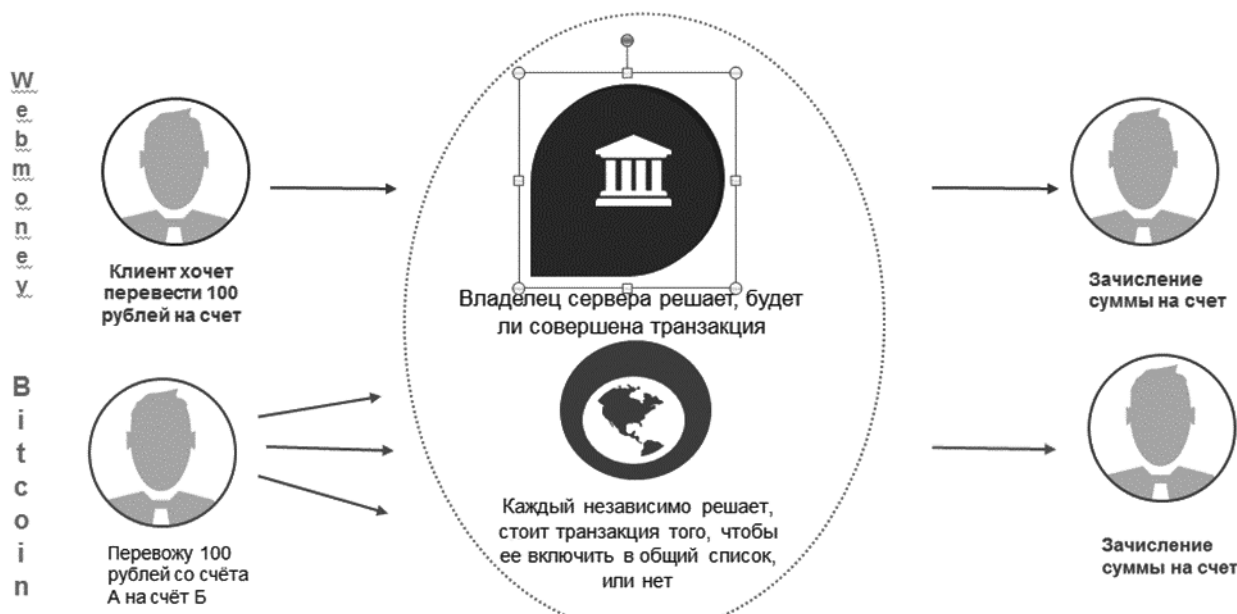 Webmoney
Клиент хочет
перевести 100
рублей на счет
Владелец сервера решает, будет
ли совершена транзакция
Зачисление
суммы на счет
Bitcoin
Перевожу 100
рублей со счёта
А на счёт Б
Каждый независимо решает,
стоит транзакция того, чтобы
ее включить в общий список,
или нет
Зачисление
суммы на счет